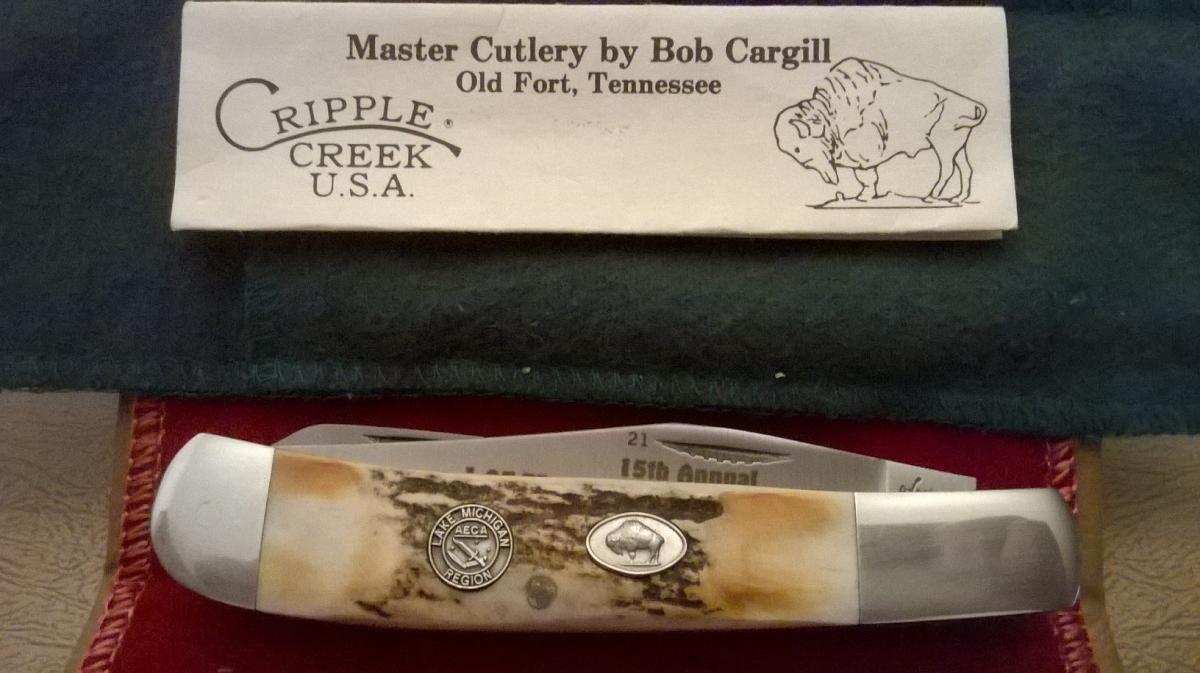 Master Cutlery by Bob Cargill
Old Fort, Tennessee
CRIPPLE ®
CREEK
U.S.A.
21
15th Annual
LAKE MICHIGAN
AECA
REGION